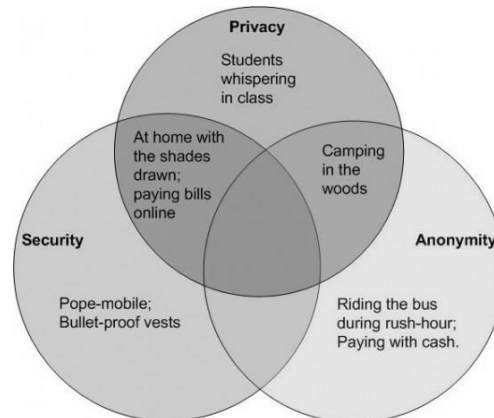 Privacy
Students
whispering
in class
At home with
the shades
drawn;
paying bills
online
Camping
in the
woods
Security
Anonymity
Pope-mobile;
Bullet-proof vests
Riding the bus
during rush-hour;
Paying with cash.